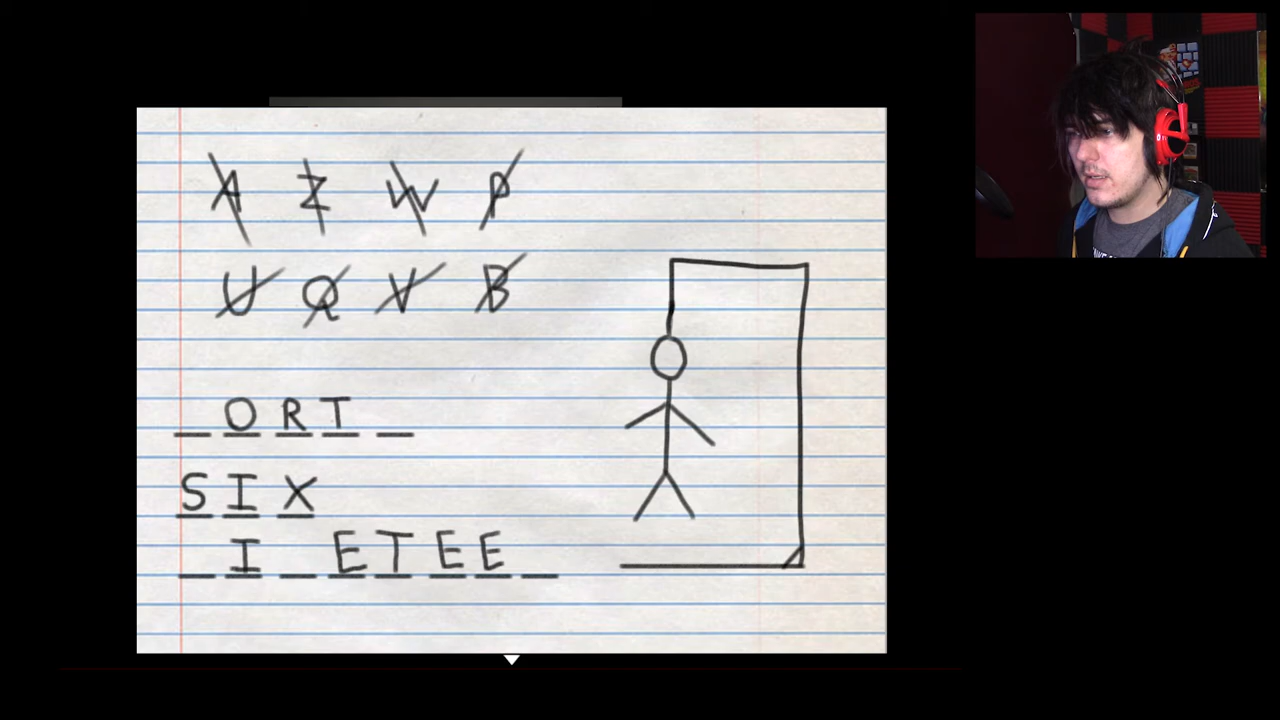 A Z W P
U Q V B
_ O R T _
S I X
_ I _ E T E E _